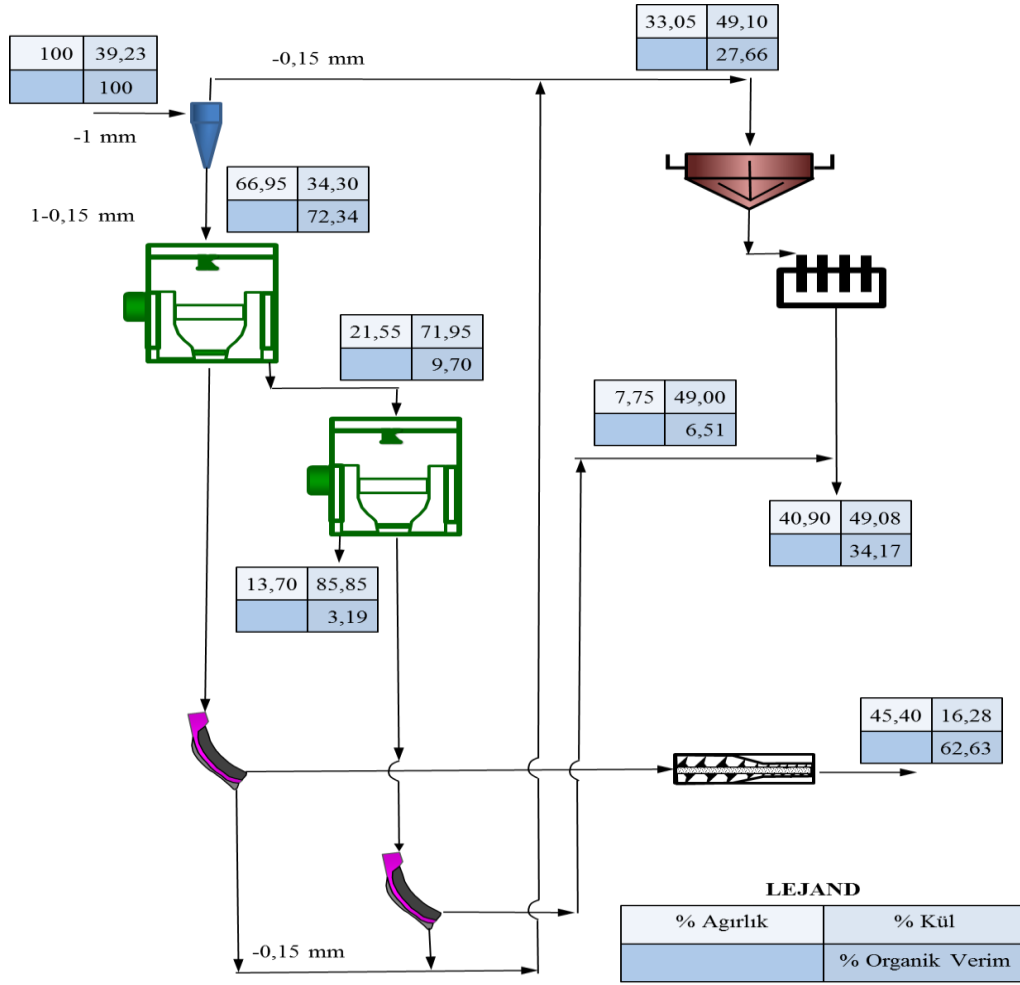 33,05 49,10
27,66
100 39,23
100
-0,15 mm
-1 mm
66,95 34,30
72,34
1-0,15 mm
21,55 71,95
9,70
7,75 49,00
6,51
40,90 49,08
34,17
13,70 85,85
3,19
45,40 16,28
62,63
-0,15 mm
LEJAND
% Agırlık % Kül
% Organik Verim